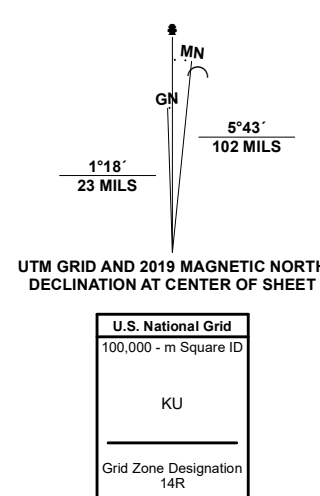 MN
GN
5°43´
102 MILS
1°18´
23 MILS
UTM GRID AND 2019 MAGNETIC NORTH
DECLINATION AT CENTER OF SHEET
U.S. National Grid
100,000 - m Square ID
KU
Grid Zone Designation
14R